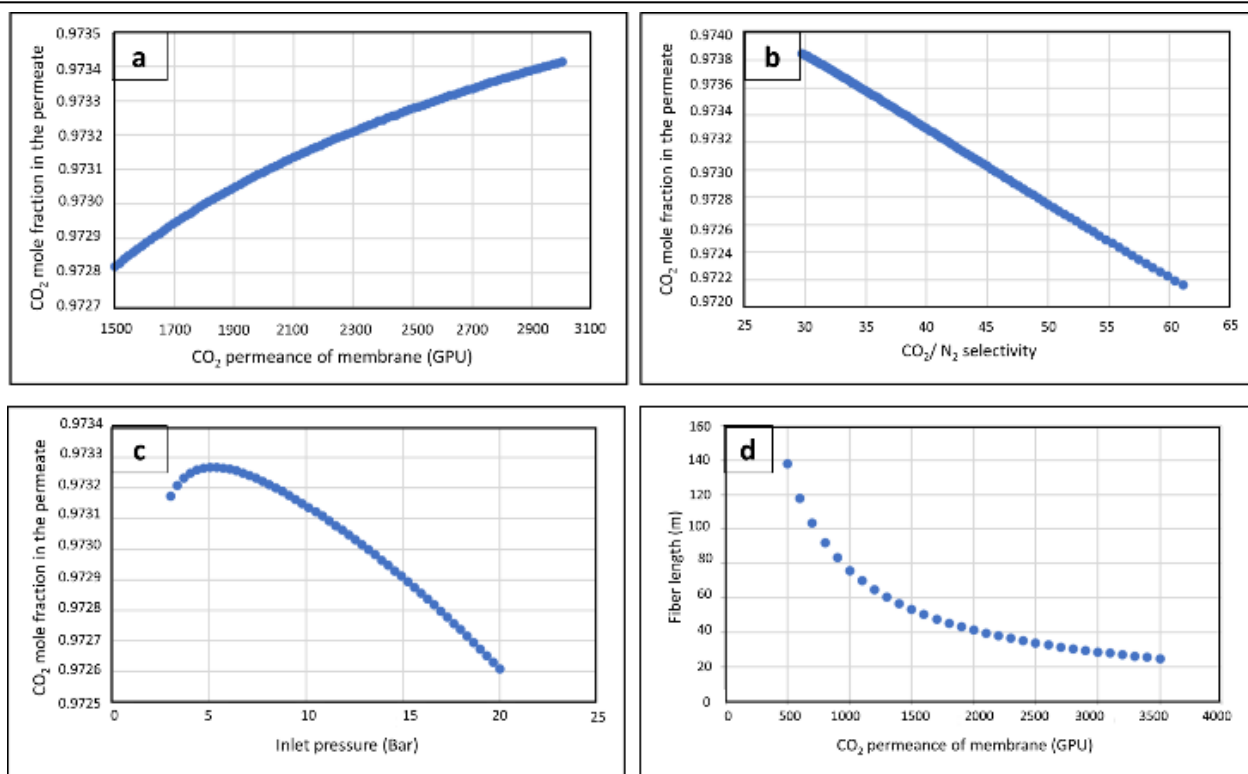 a
CO₂ mole fraction in the permeate
0.9735
0.9734
0.9733
0.9732
0.9731
0.9730
0.9729
0.9728
0.9727
1500 1700 1900 2100 2300 2500 2700 2900 3100
CO₂ permeance of membrane (GPU)
b
CO₂ mole fraction in the permeate
0.9740
0.9738
0.9736
0.9734
0.9732
0.9730
0.9728
0.9726
0.9724
0.9722
0.9720
25 30 35 40 45 50 55 60 65
CO₂/ N₂ selectivity
c
CO₂ mole fraction in the permeate
0.9734
0.9733
0.9732
0.9731
0.9730
0.9729
0.9728
0.9727
0.9726
0.9725
0 5 10 15 20 25
Inlet pressure (Bar)
d
Fiber length (m)
160
140
120
100
80
60
40
20
0
0 500 1000 1500 2000 2500 3000 3500 4000
CO₂ permeance of membrane (GPU)